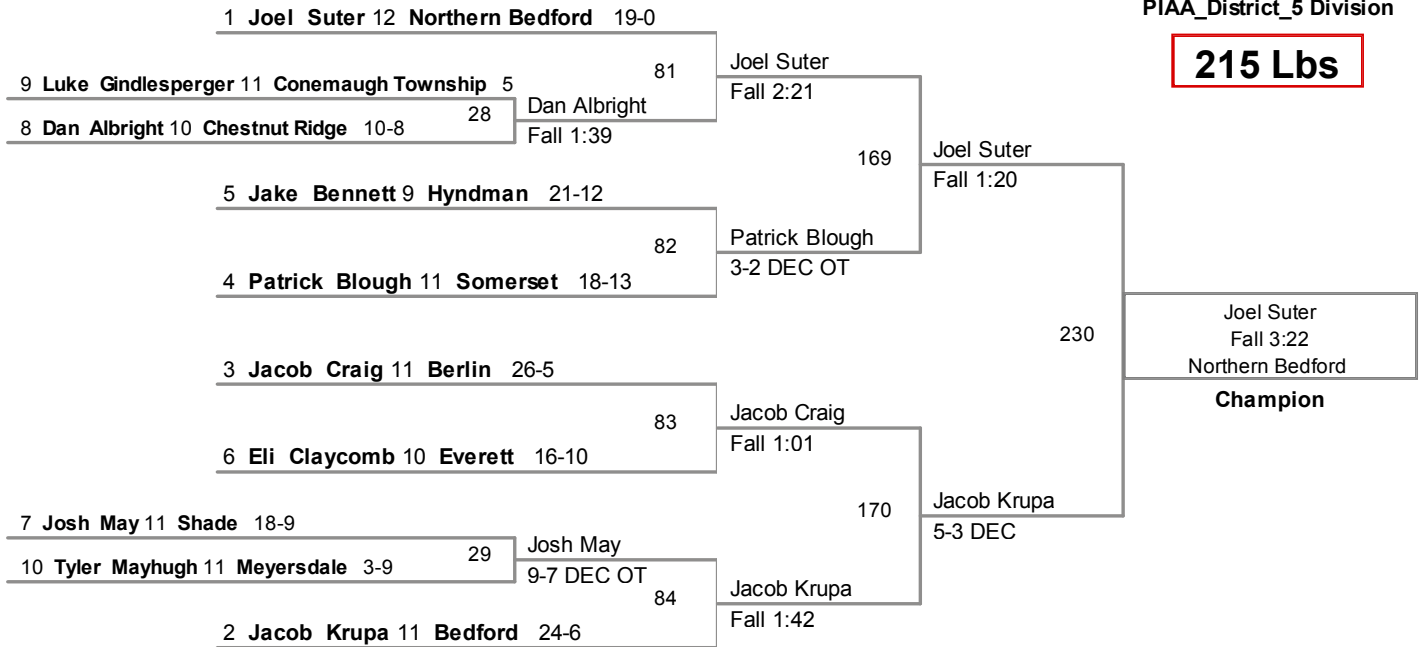 PIAA_District_5 Division
215 Lbs
1 Joel Suter 12 Northern Bedford 19-0
81
Joel Suter
Fall 2:21
9 Luke Gindlesperger 11 Conemaugh Township 5
28
Dan Albright
Fall 1:39
8 Dan Albright 10 Chestnut Ridge 10-8
169
Joel Suter
Fall 1:20
5 Jake Bennett 9 Hyndman 21-12
82
Patrick Blough
3-2 DEC OT
4 Patrick Blough 11 Somerset 18-13
230
Joel Suter
Fall 3:22
Northern Bedford
Champion
3 Jacob Craig 11 Berlin 26-5
83
Jacob Craig
Fall 1:01
6 Eli Claycomb 10 Everett 16-10
170
Jacob Krupa
5-3 DEC
7 Josh May 11 Shade 18-9
29
Josh May
9-7 DEC OT
10 Tyler Mayhugh 11 Meyersdale 3-9
84
Jacob Krupa
Fall 1:42
2 Jacob Krupa 11 Bedford 24-6